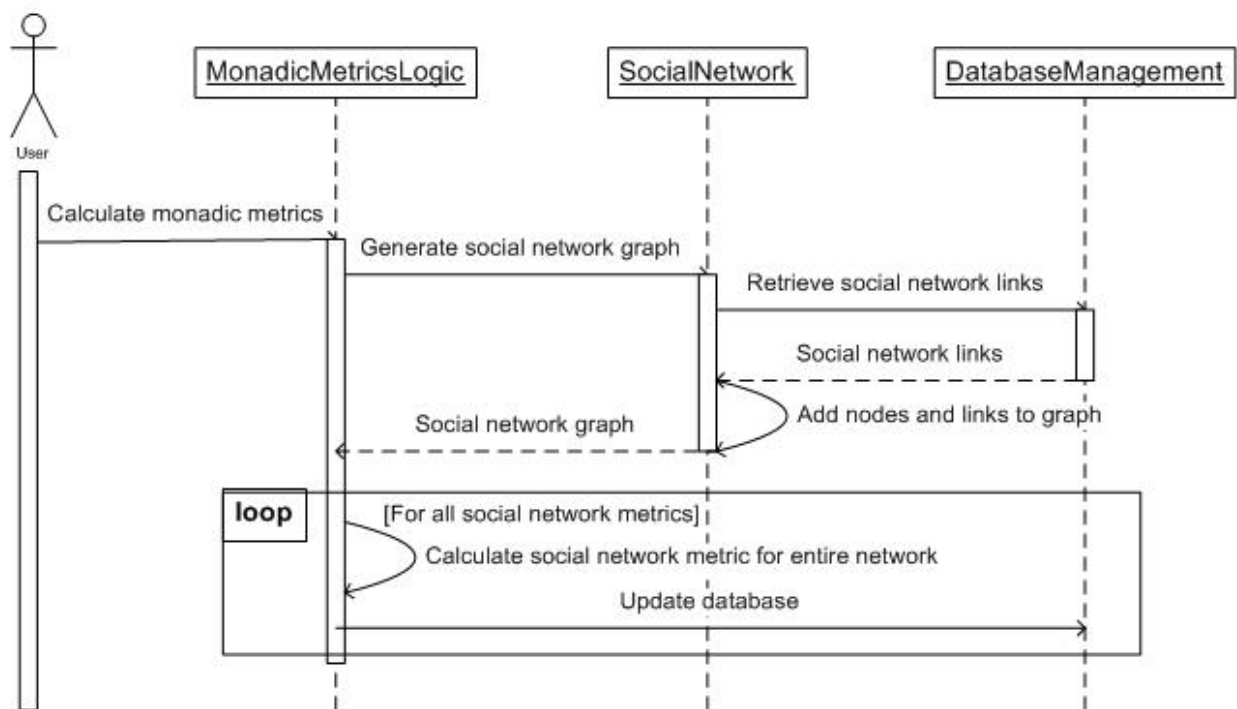 MonadicMetricsLogic
SocialNetwork
DatabaseManagement
User
Calculate monadic metrics
Generate social network graph
Retrieve social network links
Social network links
Add nodes and links to graph
Social network graph
loop
[For all social network metrics]
Calculate social network metric for entire network
Update database